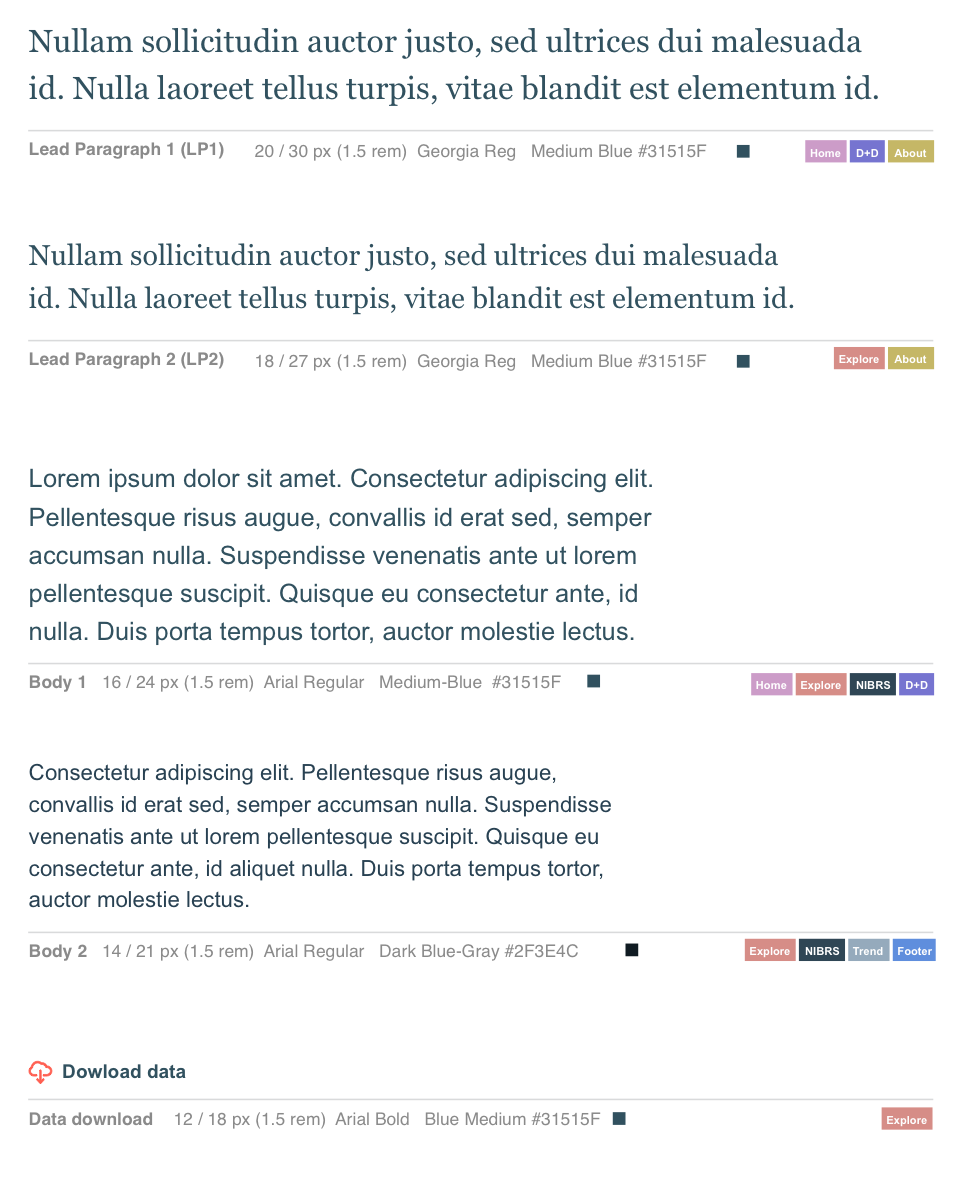 Nullam sollicitudin auctor justo, sed ultrices dui malesuada
id. Nulla laoreet tellus turpis, vitae blandit est elementum id.
Lead Paragraph 1 (LP1) 20 / 30 px (1.5 rem) Georgia Reg Medium Blue #31515F Home D+D About
Nullam sollicitudin auctor justo, sed ultrices dui malesuada
id. Nulla laoreet tellus turpis, vitae blandit est elementum id.
Lead Paragraph 2 (LP2) 18 / 27 px (1.5 rem) Georgia Reg Medium Blue #31515F Explore About
Lorem ipsum dolor sit amet. Consectetur adipiscing elit.
Pellentesque risus augue, convallis id erat sed, semper
accumsan nulla. Suspendisse venenatis ante ut lorem
pellentesque suscipit. Quisque eu consectetur ante, id
nulla. Duis porta tempus tortor, auctor molestie lectus.
Body 1 16 / 24 px (1.5 rem) Arial Regular Medium-Blue #31515F Home Explore NIBRS D+D
Consectetur adipiscing elit. Pellentesque risus augue,
convallis id erat sed, semper accumsan nulla. Suspendisse
venenatis ante ut lorem pellentesque suscipit. Quisque eu
consectetur ante, id aliquet nulla. Duis porta tempus tortor,
auctor molestie lectus.
Body 2 14 / 21 px (1.5 rem) Arial Regular Dark Blue-Gray #2F3E4C Explore NIBRS Trend Footer
Dowload data
Data download 12 / 18 px (1.5 rem) Arial Bold Blue Medium #31515F Explore